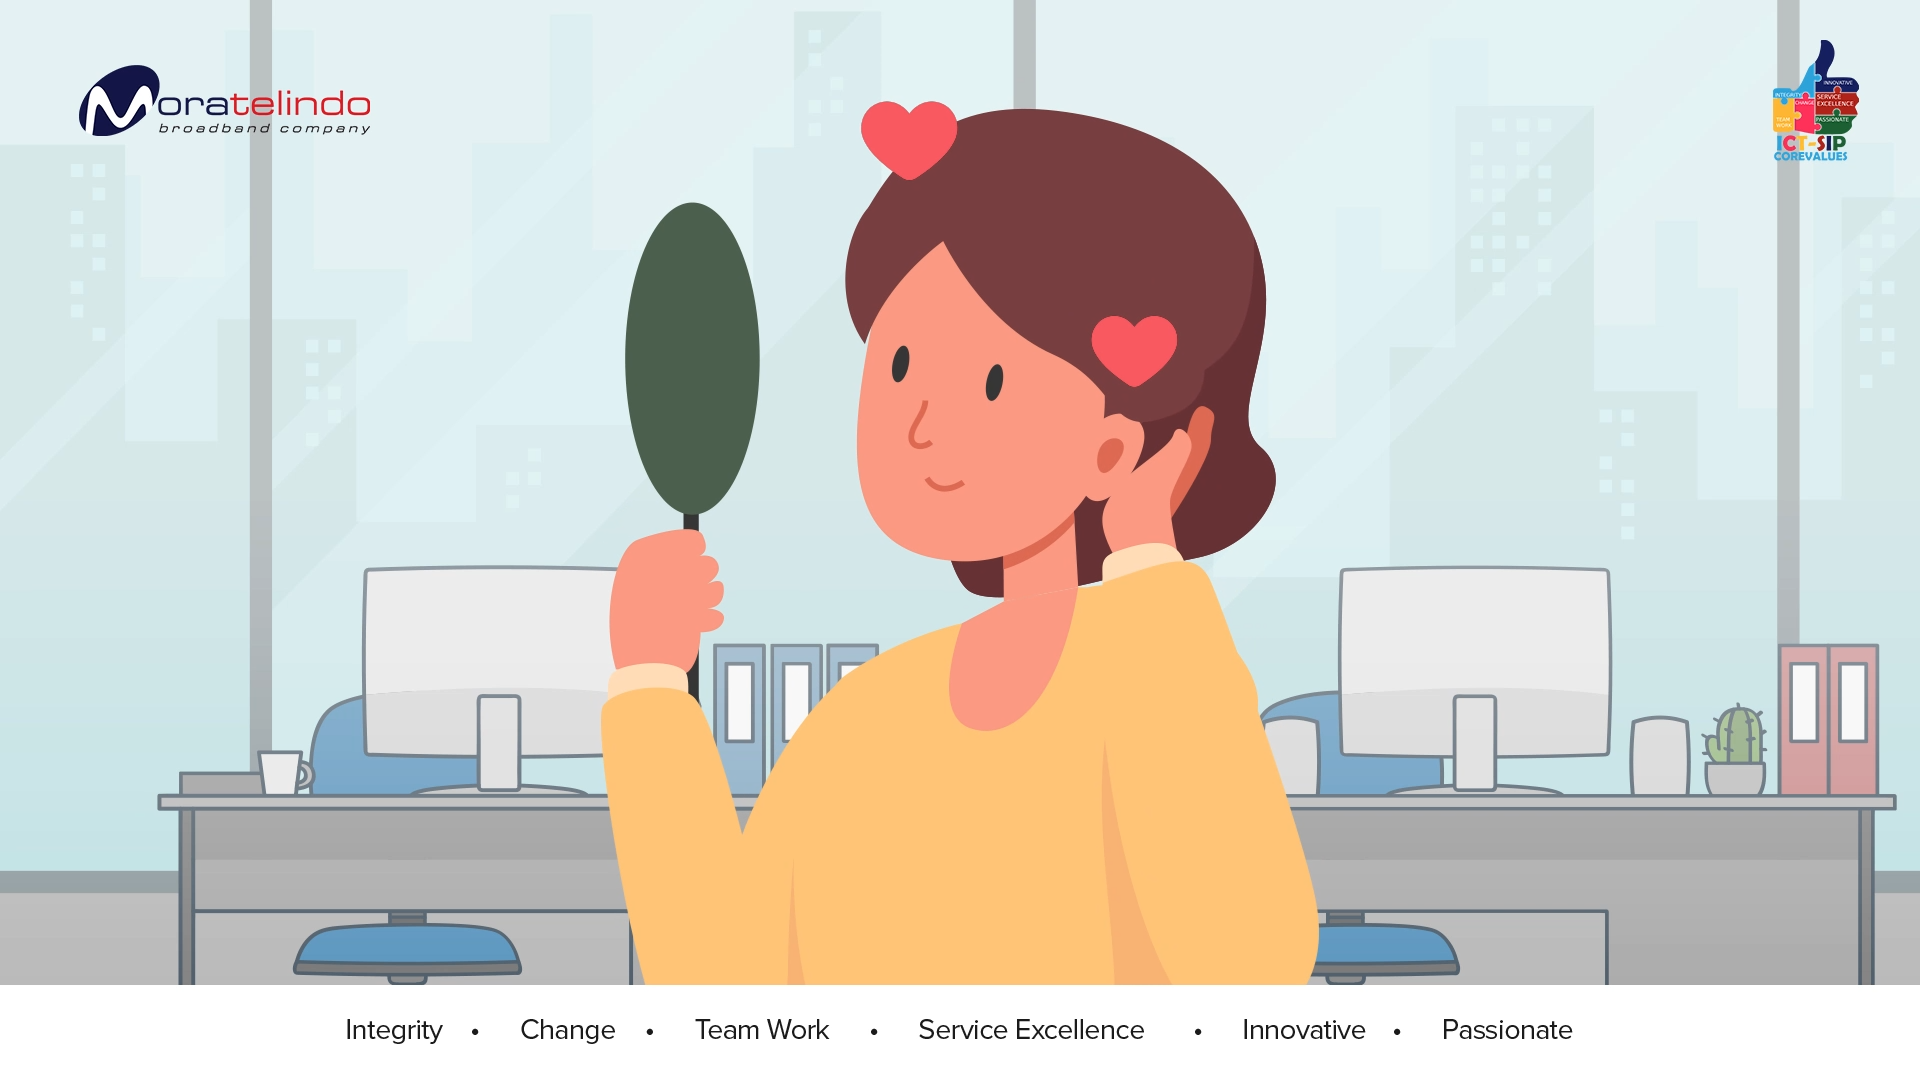 Moratelindo
broadband company
INNOVATIVE
INTEGRITY
CHANGE
SERVICE
EXCELLENCE
TEAM
WORK
PASSIONATE
ICT-SIP
COREVALUES
Integrity • Change • Team Work • Service Excellence • Innovative • Passionate